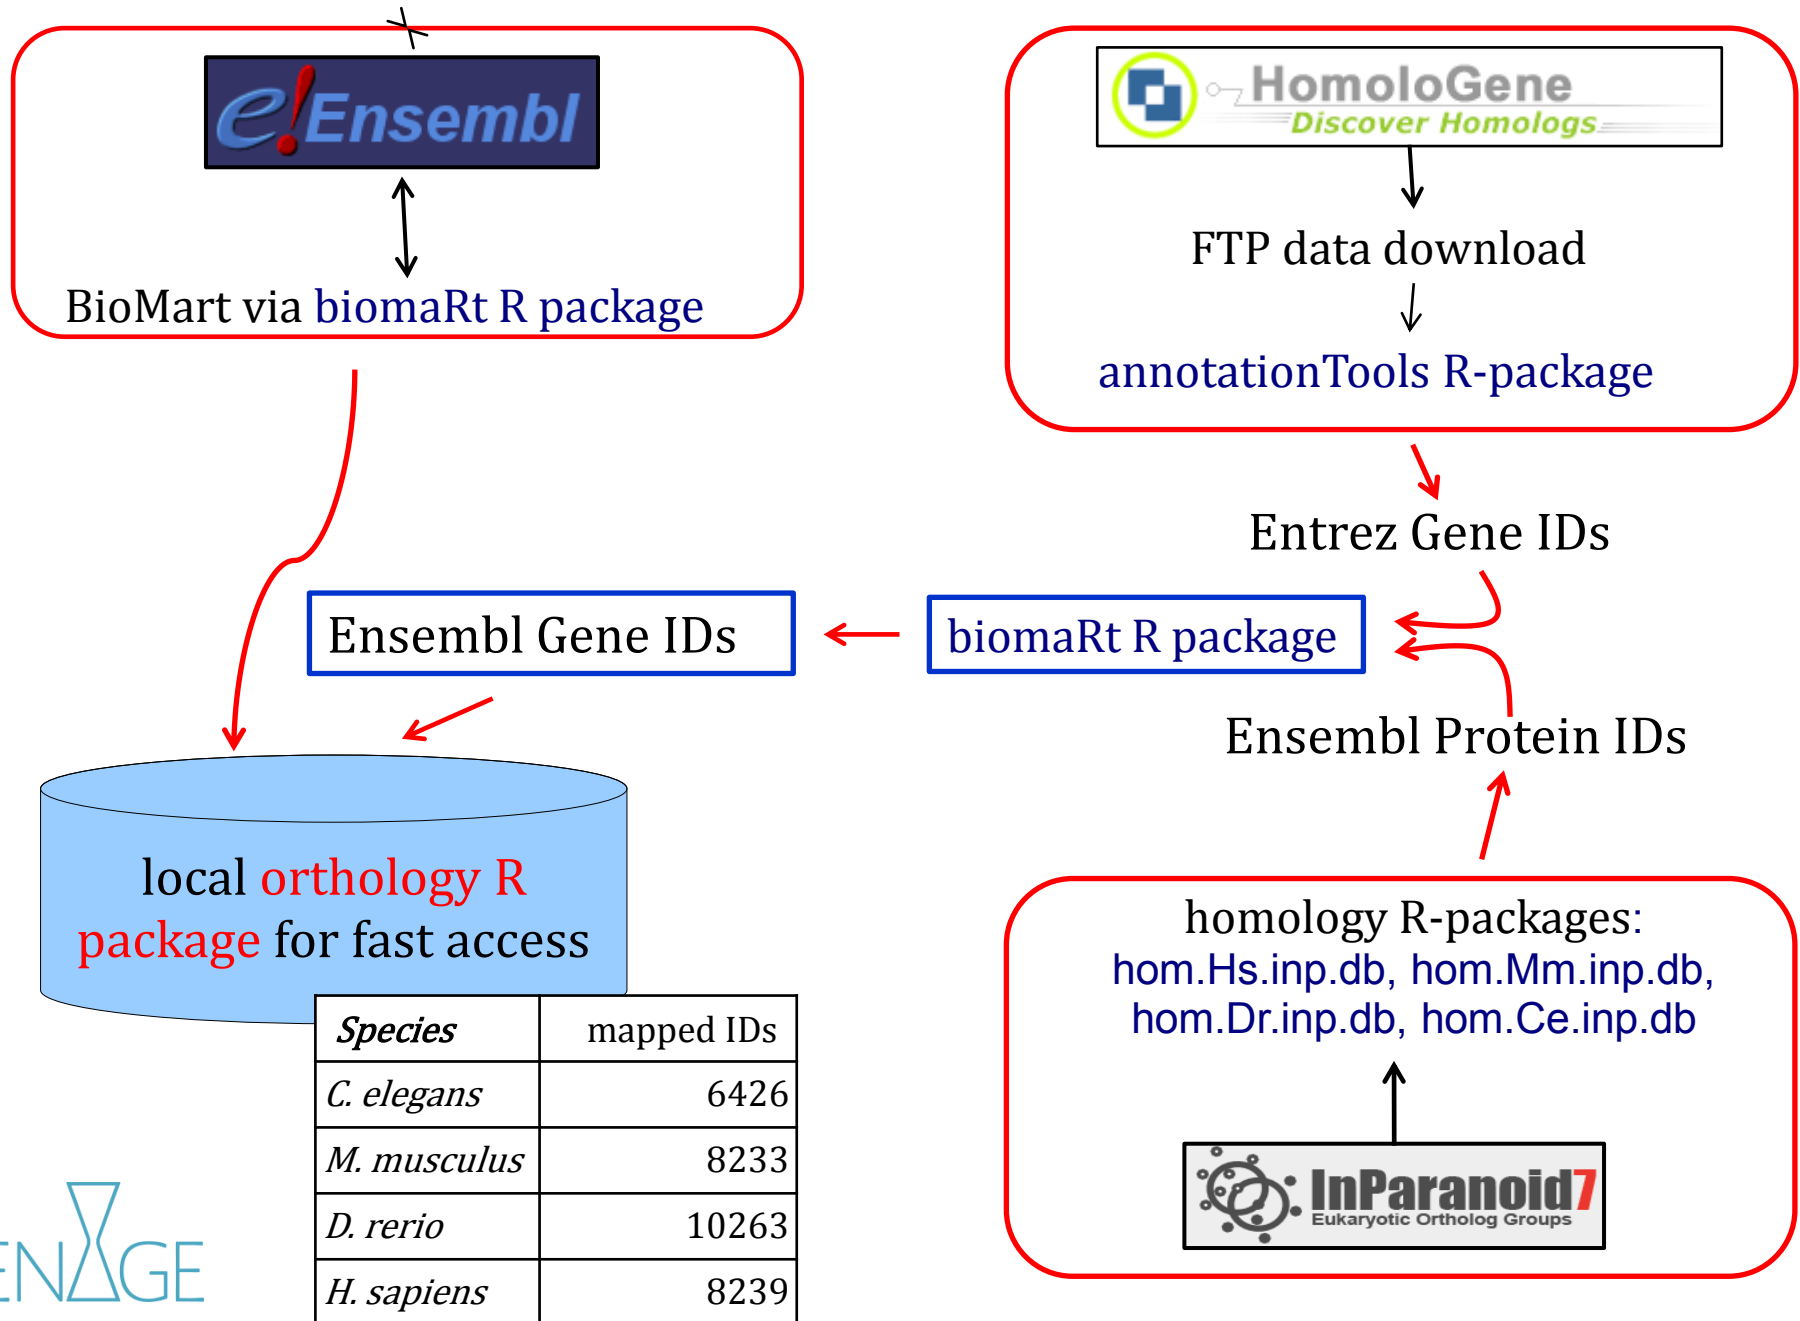 e!Ensembl
BioMart via biomaRt R package
HomoloGene
Discover Homologs
FTP data download
annotationTools R-package
Entrez Gene IDs
Ensembl Gene IDs
biomaRt R package
Ensembl Protein IDs
local orthology R
package for fast access
homology R-packages:
hom.Hs.inp.db, hom.Mm.inp.db,
hom.Dr.inp.db, hom.Ce.inp.db
InParanoid7
Eukaryotic Ortholog Groups
Species mapped IDs
C. elegans 6426
M. musculus 8233
D. rerio 10263
H. sapiens 8239